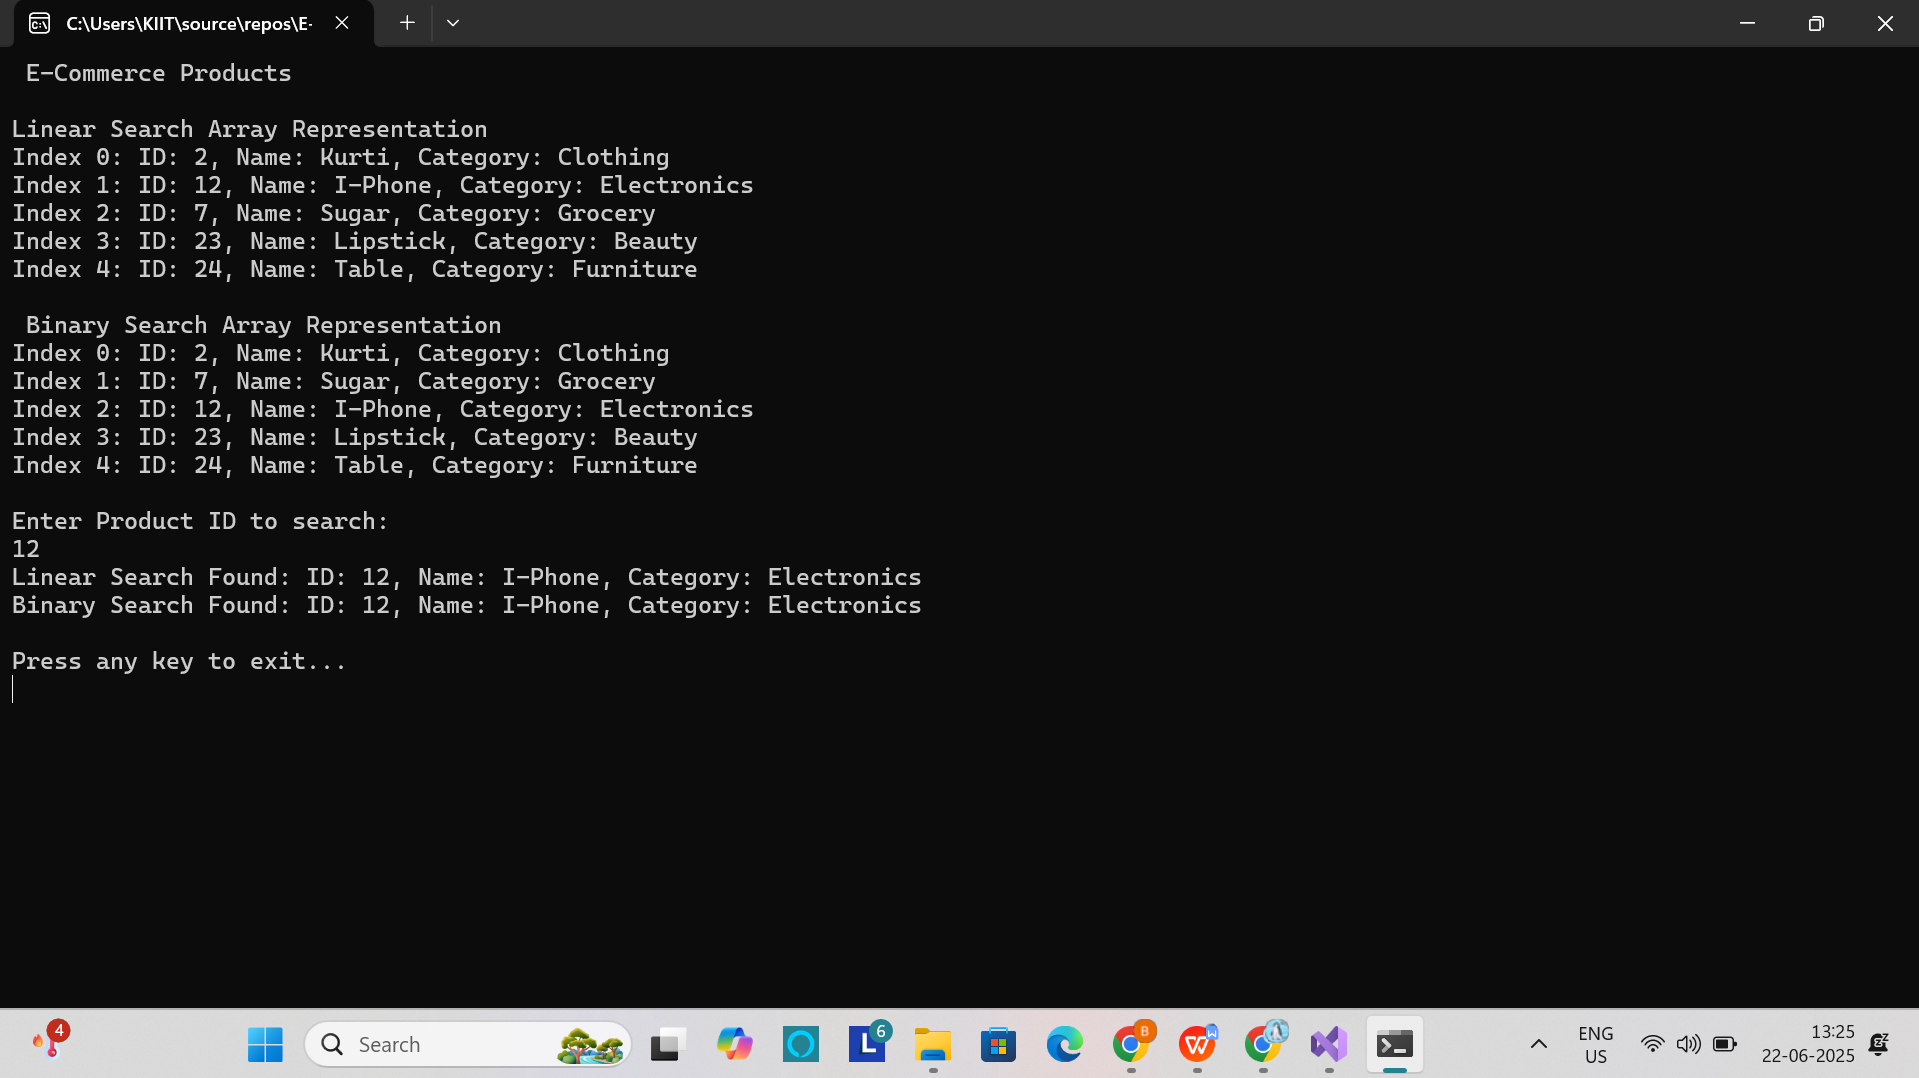 C:\Users\KIIT\source\repos\E-
E-Commerce Products
Linear Search Array Representation
Index 0: ID: 2, Name: Kurti, Category: Clothing
Index 1: ID: 12, Name: I-Phone, Category: Electronics
Index 2: ID: 7, Name: Sugar, Category: Grocery
Index 3: ID: 23, Name: Lipstick, Category: Beauty
Index 4: ID: 24, Name: Table, Category: Furniture
Binary Search Array Representation
Index 0: ID: 2, Name: Kurti, Category: Clothing
Index 1: ID: 7, Name: Sugar, Category: Grocery
Index 2: ID: 12, Name: I-Phone, Category: Electronics
Index 3: ID: 23, Name: Lipstick, Category: Beauty
Index 4: ID: 24, Name: Table, Category: Furniture
Enter Product ID to search:
12
Linear Search Found: ID: 12, Name: I-Phone, Category: Electronics
Binary Search Found: ID: 12, Name: I-Phone, Category: Electronics
Press any key to exit...
4
Search
L
6
B
W
ENG
US
13:25
22-06-2025